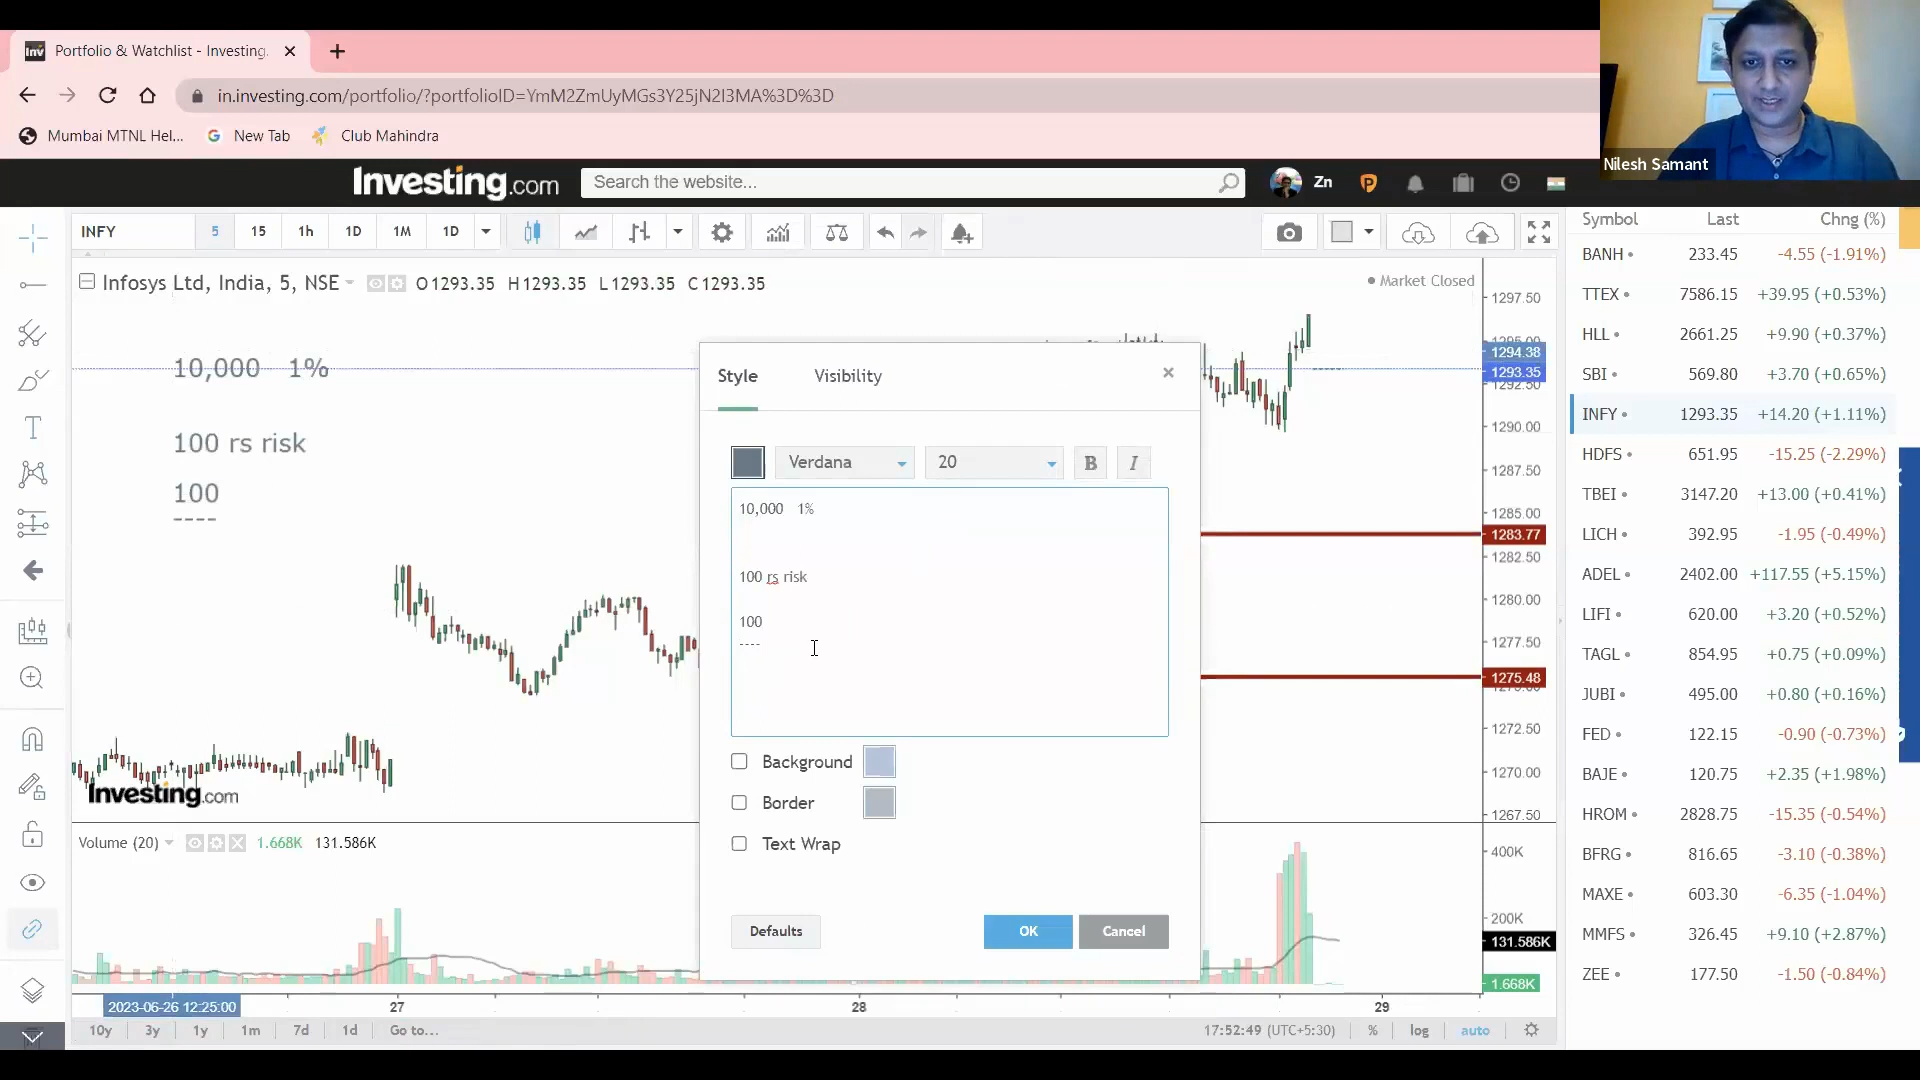 Portfolio & Watchlist - Investing.
in.investing.com/portfolio/?portfolioID=YmM2ZmUyMGs3Y25jN2I3MA%3D%3D
Mumbai MTNL Hel...
New Tab
Club Mahindra
Nilesh Samant
Investing.com
Search the website...
Zn
INFY
5
15
1h
1D
1M
1D
Symbol Last Chng (%)
Infosys Ltd, India, 5, NSE
O1293.35 H1293.35 L1293.35 C1293.35
Market Closed
10,000 1%
100 rs risk
100
----
Style
Visibility
Verdana
20
B
I
10,000 1%
100 rs risk
100
----
Background
Border
Text Wrap
Defaults
OK
Cancel
1297.50
1294.38
1293.35
1292.50
1290.00
1287.50
1285.00
1283.77
1282.50
1280.00
1277.50
1275.48
1272.50
1270.00
1267.50
400K
200K
131.586K
1.668K
Investing.com
Volume (20)
1.668K 131.586K
2023-06-26 12:25:00
27
28
29
10y
3y
1y
1m
7d
1d
Go to...
17:52:49 (UTC+5:30)
%
log
auto
BANH 233.45 -4.55 (-1.91%)
TTEX 7586.15 +39.95 (+0.53%)
HLL 2661.25 +9.90 (+0.37%)
SBI 569.80 +3.70 (+0.65%)
INFY 1293.35 +14.20 (+1.11%)
HDFS 651.95 -15.25 (-2.29%)
TBEI 3147.20 +13.00 (+0.41%)
LICH 392.95 -1.95 (-0.49%)
ADEL 2402.00 +117.55 (+5.15%)
LIFI 620.00 +3.20 (+0.52%)
TAGL 854.95 +0.75 (+0.09%)
JUBI 495.00 +0.80 (+0.16%)
FED 122.15 -0.90 (-0.73%)
BAJE 120.75 +2.35 (+1.98%)
HROM 2828.75 -15.35 (-0.54%)
BFRG 816.65 -3.10 (-0.38%)
MAXE 603.30 -6.35 (-1.04%)
MMFS 326.45 +9.10 (+2.87%)
ZEE 177.50 -1.50 (-0.84%)